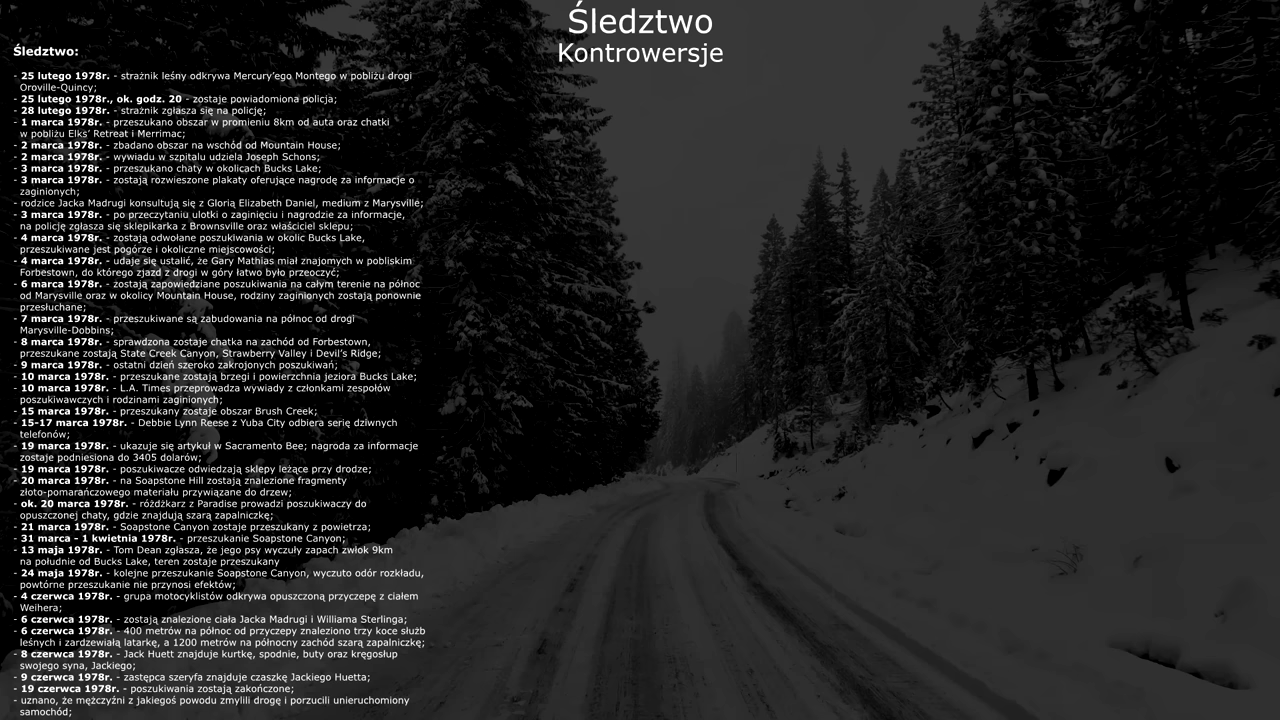 Śledztwo
Kontrowersje
Śledztwo:
- 25 lutego 1978r. - strażnik leśny odkrywa Mercury'ego Montego w pobliżu drogi
Oroville-Quincy;
- 25 lutego 1978r., ok. godz. 20 - zostaje powiadomiona policja;
- 28 lutego 1978r. - strażnik zgłasza się na policję;
- 1 marca 1978r. - przeszukano obszar w promieniu 8km od auta oraz chatki
w pobliżu Elks' Retreat i Merrimac;
- 2 marca 1978r. - zbadano obszar na wschód od Mountain House;
- 2 marca 1978r. - wywiadu w szpitalu udziela Joseph Schons;
- 3 marca 1978r. - przeszukano chaty w okolicach Bucks Lake;
- 3 marca 1978r. - zostają rozwieszone plakaty oferujące nagrodę za informacje o
zaginionych;
- rodzice Jacka Madrugi konsultują się z Glorią Elizabeth Daniel, medium z Marysville;
- 3 marca 1978r. - po przeczytaniu ulotki o zaginięciu i nagrodzie za informacje,
na policję zgłasza się sklepikarka z Brownsville oraz właściciel sklepu;
- 4 marca 1978r. - zostają odwołane poszukiwania w okolic Bucks Lake,
przeszukiwane jest pogórze i okoliczne miejscowości;
- 4 marca 1978r. - udaje się ustalić, że Gary Mathias miał znajomych w pobliskim
Forbestown, do którego zjazd z drogi w góry łatwo było przeoczyć;
- 6 marca 1978r. - zostają zapowiedziane poszukiwania na całym terenie na północ
od Marysville oraz w okolicy Mountain House, rodziny zaginionych zostają ponownie
przesłuchane;
- 7 marca 1978r. - przeszukiwane są zabudowania na północ od drogi
Marysville-Dobbins;
- 8 marca 1978r. - sprawdzona zostaje chatka na zachód od Forbestown,
przeszukane zostają State Creek Canyon, Strawberry Valley i Devil's Ridge;
- 9 marca 1978r. - ostatni dzień szeroko zakrojonych poszukiwań;
- 10 marca 1978r. - przeszukane zostają brzegi i powierzchnia jeziora Bucks Lake;
- 10 marca 1978r. - L.A. Times przeprowadza wywiady z członkami zespołów
poszukiwawczych i rodzinami zaginionych;
- 15 marca 1978r. - przeszukany zostaje obszar Brush Creek;
- 15-17 marca 1978r. - Debbie Lynn Reese z Yuba City odbiera serię dziwnych
telefonów;
- 19 marca 1978r. - ukazuje się artykuł w Sacramento Bee; nagroda za informacje
zostaje podniesiona do 3405 dolarów;
- 19 marca 1978r. - poszukiwacze odwiedzają sklepy leżące przy drodze;
- 20 marca 1978r. - na Soapstone Hill zostają znalezione fragmenty
złoto-pomarańczowego materiału przywiązane do drzew;
- ok. 20 marca 1978r. - różdżkarz z Paradise prowadzi poszukiwaczy do
opuszczonej chaty, gdzie znajdują szarą zapalniczkę;
- 21 marca 1978r. - Soapstone Canyon zostaje przeszukany z powietrza;
- 31 marca - 1 kwietnia 1978r. - przeszukanie Soapstone Canyon;
- 13 maja 1978r. - Tom Dean zgłasza, że jego psy wyczuły zapach zwłok 9km
na południe od Bucks Lake, teren zostaje przeszukany
- 24 maja 1978r. - kolejne przeszukanie Soapstone Canyon, wyczuto odór rozkładu,
powtórne przeszukanie nie przynosi efektów;
- 4 czerwca 1978r. - grupa motocyklistów odkrywa opuszczoną przyczepę z ciałem
Weihera;
- 6 czerwca 1978r. - zostają znalezione ciała Jacka Madrugi i Williama Sterlinga;
- 6 czerwca 1978r. - 400 metrów na północ od przyczepy znaleziono trzy koce służb
leśnych i zardzewiałą latarkę, a 1200 metrów na północny zachód szarą zapalniczkę;
- 8 czerwca 1978r. - Jack Huett znajduje kurtkę, spodnie, buty oraz kręgosłup
swojego syna, Jackiego;
- 9 czerwca 1978r. - zastępca szeryfa znajduje czaszkę Jackiego Huetta;
- 19 czerwca 1978r. - poszukiwania zostają zakończone;
- uznano, że mężczyźni z jakiegoś powodu zmylili drogę i porzucili unieruchomiony
samochód;